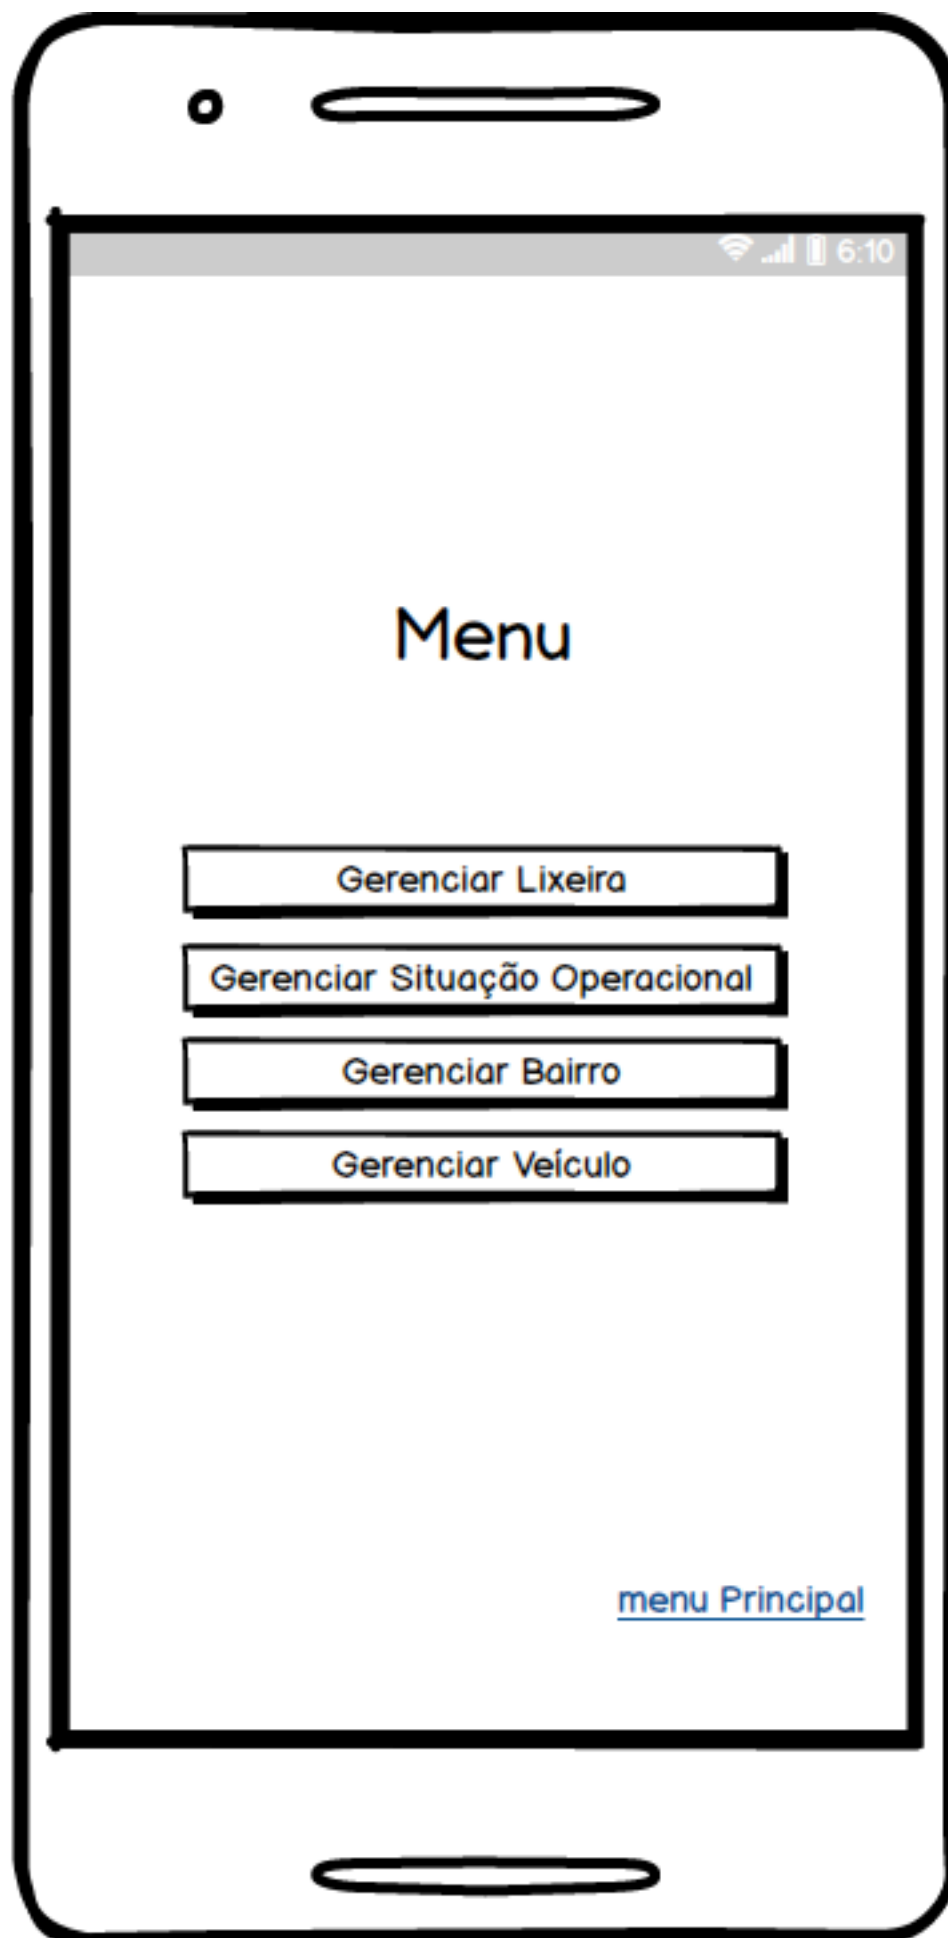 6:10
Menu
Gerenciar Lixeira
Gerenciar Situação Operacional
Gerenciar Bairro
Gerenciar Veículo
menu Principal